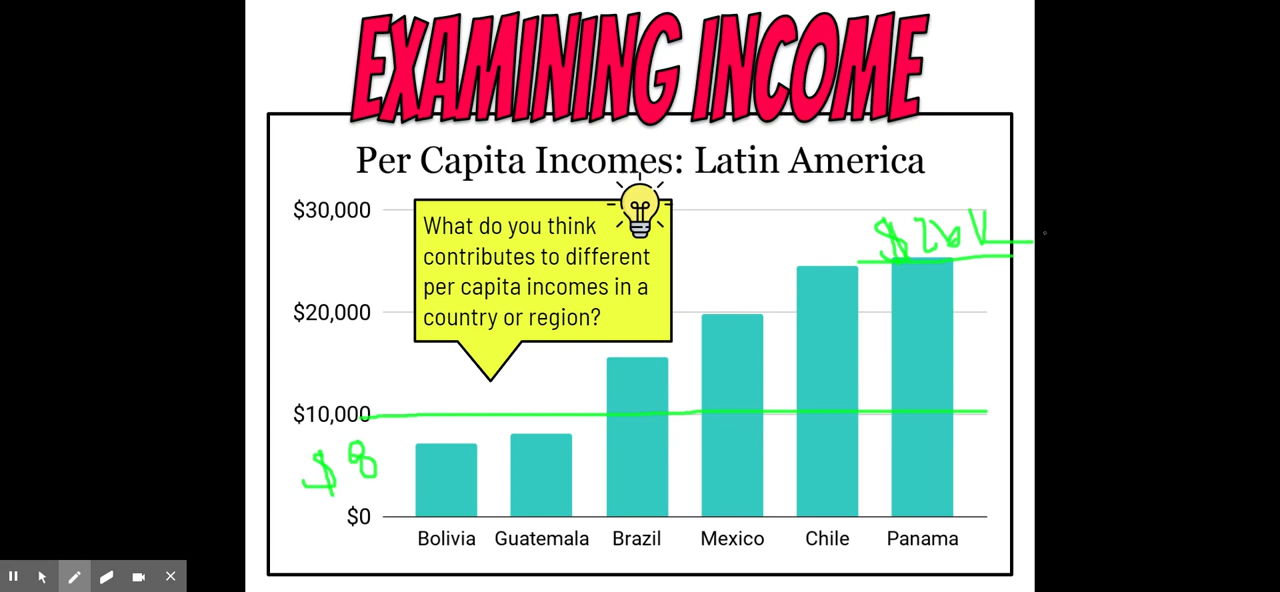 EXAMINING INCOME
Per Capita Incomes: Latin America
$30,000
What do you think
contributes to different
per capita incomes in a
country or region?
$20,000
$10,000
$8
$0
Bolivia Guatemala Brazil Mexico Chile Panama